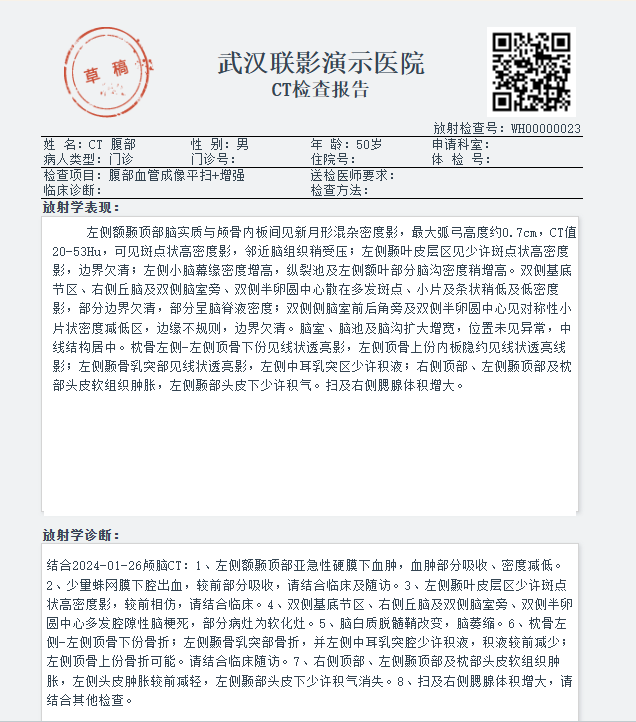 草稿
武汉联影演示医院
CT检查报告
放射检查号: WH00000023
姓 名: CT 腹部 性 别: 男 年 龄: 50岁 申请科室:
病人类型: 门诊 门诊号: 住院号: 体 检 号:
检查项目: 腹部血管成像平扫+增强 送检医师要求:
临床诊断: 检查方法:
放射学表现:
左侧额颞顶部脑实质与颅骨内板间见新月形混杂密度影，最大弧弓高度约0.7cm，CT值
20-53Hu，可见斑点状高密度影，邻近脑组织稍受压；左侧颞叶皮层区见少许斑点状高密度
影，边界欠清；左侧小脑幕缘密度增高，纵裂池及左侧额叶部分脑沟密度稍增高。双侧基底
节区、右侧丘脑及双侧脑室旁、双侧半卵圆中心散在多发斑点、小片及条状稍低及低密度
影，部分边界欠清，部分呈脑脊液密度；双侧侧脑室前后角旁及双侧半卵圆中心见对称性小
片状密度减低区，边缘不规则，边界欠清。脑室、脑池及脑沟扩大增宽，位置未见异常，中
线结构居中。枕骨左侧-左侧顶骨下份见线状透亮影，左侧顶骨上份内板隐约见线状透亮线
影；左侧颞骨乳突部见线状透亮影，左侧中耳乳突区少许积液；右侧顶部、左侧颞顶部及枕
部头皮软组织肿胀，左侧颞部头皮下少许积气。扫及右侧腮腺体积增大。
放射学诊断:
结合2024-01-26颅脑CT: 1、左侧额颞顶部亚急性硬膜下血肿，血肿部分吸收、密度减低。
2、少量蛛网膜下腔出血，较前部分吸收，请结合临床及随访。3、左侧颞叶皮层区少许斑点
状高密度影，较前相仿，请结合临床。4、双侧基底节区、右侧丘脑及双侧脑室旁、双侧半卵
圆中心多发腔隙性脑梗死，部分病灶为软化灶。5、脑白质脱髓鞘改变，脑萎缩。6、枕骨左
侧-左侧顶骨下份骨折；左侧颞骨乳突部骨折，并左侧中耳乳突腔少许积液，积液较前减少；
左侧顶骨上份骨折可能。请结合临床随访。7、右侧顶部、左侧颞顶部及枕部头皮软组织肿
胀，左侧头皮肿胀较前减轻，左侧颞部头皮下少许积气消失。8、扫及右侧腮腺体积增大，请
结合其他检查。